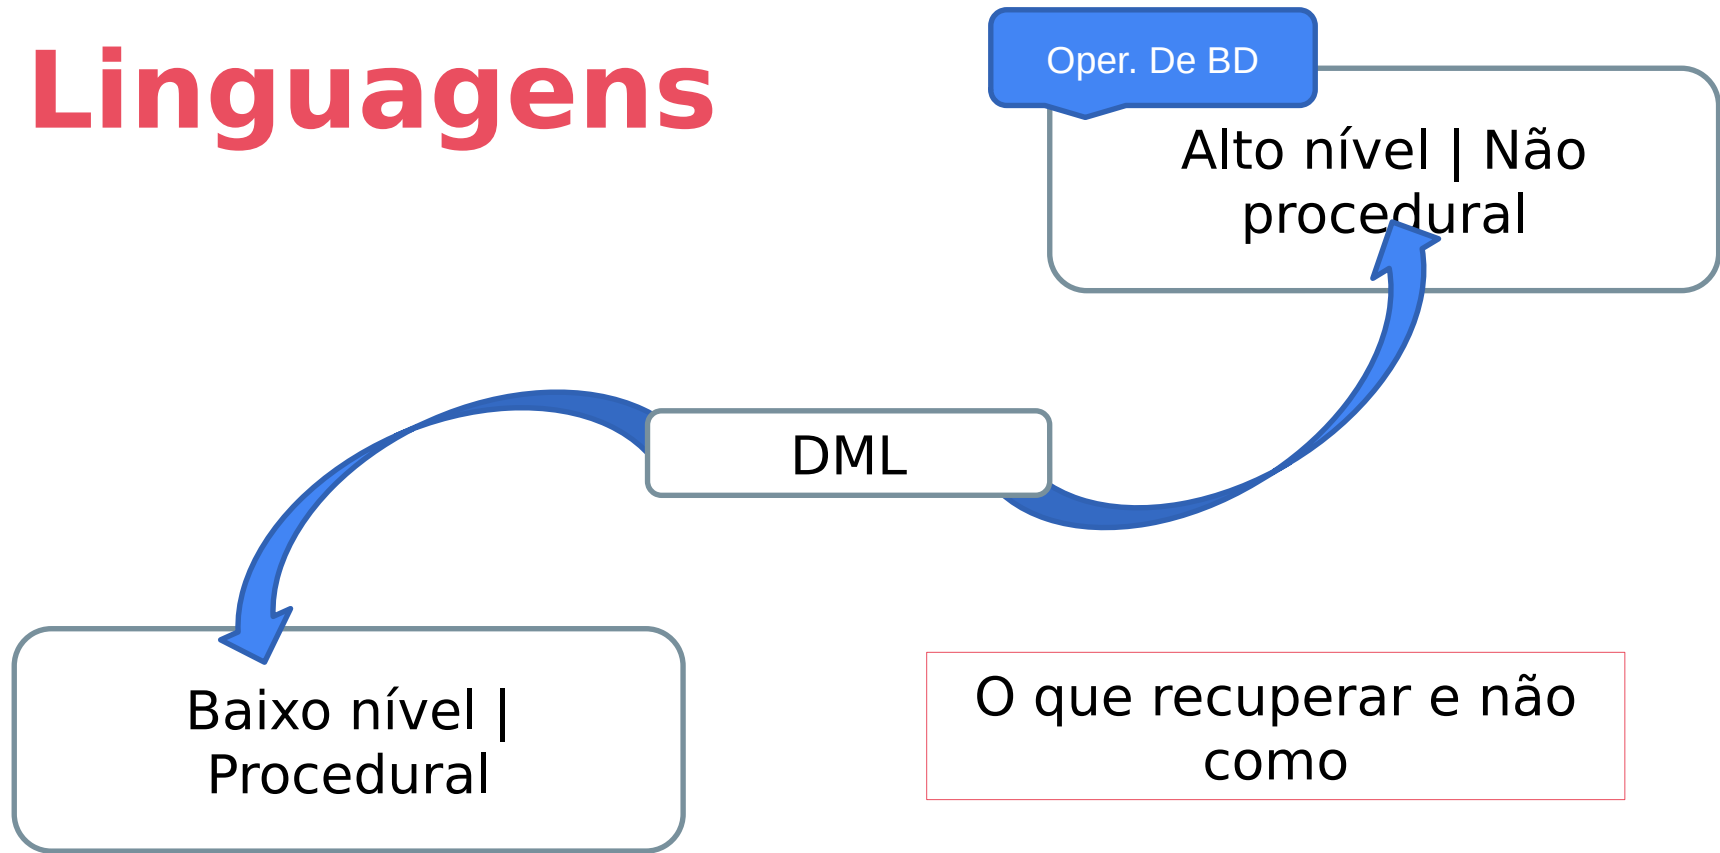 Linguagens
Oper. De BD
Alto nível | Não
procedural
DML
Baixo nível |
Procedural
O que recuperar e não
como